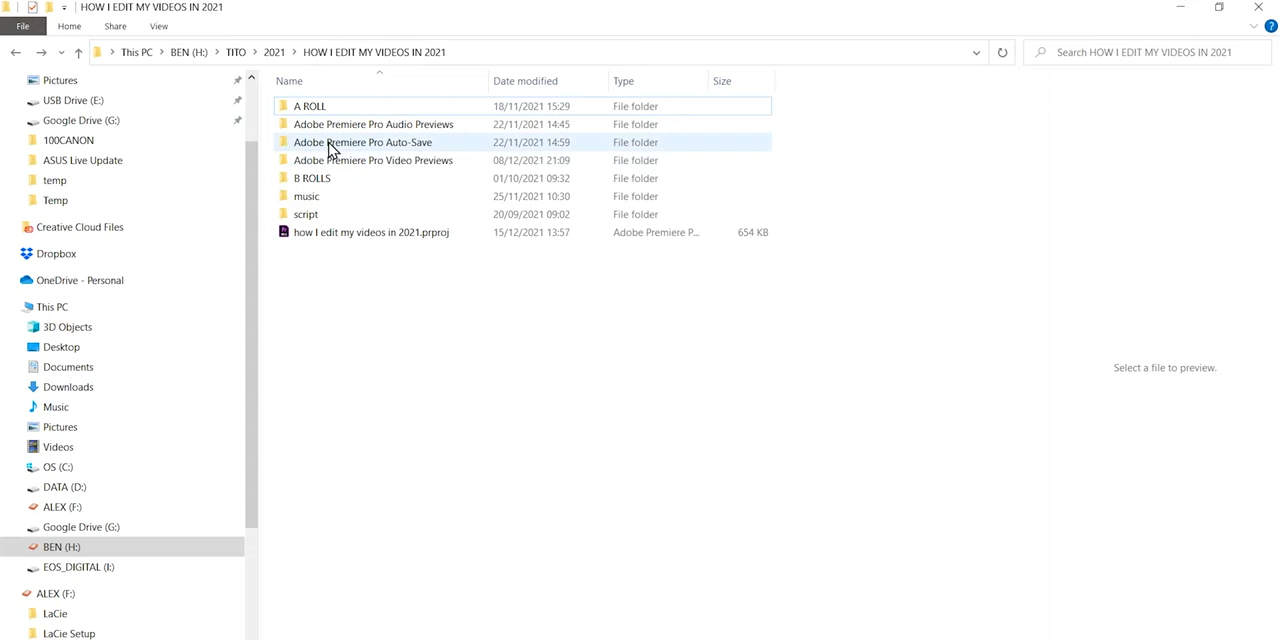 HOW I EDIT MY VIDEOS IN 2021
File Home Share View
This PC BEN (H:) TITO 2021 HOW I EDIT MY VIDEOS IN 2021 Search HOW I EDIT MY VIDEOS IN 2021
Pictures
USB Drive (E:)
Google Drive (G:)
100CANON
ASUS Live Update
temp
Temp
Creative Cloud Files
Dropbox
OneDrive - Personal
This PC
3D Objects
Desktop
Documents
Downloads
Music
Pictures
Videos
OS (C:)
DATA (D:)
ALEX (F:)
Google Drive (G:)
BEN (H:)
EOS_DIGITAL (I:)
ALEX (F:)
LaCie
LaCie Setup
Name Date modified Type Size
A ROLL 18/11/2021 15:29 File folder
Adobe Premiere Pro Audio Previews 22/11/2021 14:45 File folder
Adobe Premiere Pro Auto-Save 22/11/2021 14:59 File folder
Adobe Premiere Pro Video Previews 08/12/2021 21:09 File folder
B ROLLS 01/10/2021 09:32 File folder
music 25/11/2021 10:30 File folder
script 20/09/2021 09:02 File folder
how I edit my videos in 2021.prproj 15/12/2021 13:57 Adobe Premiere P... 654 KB
Select a file to preview.